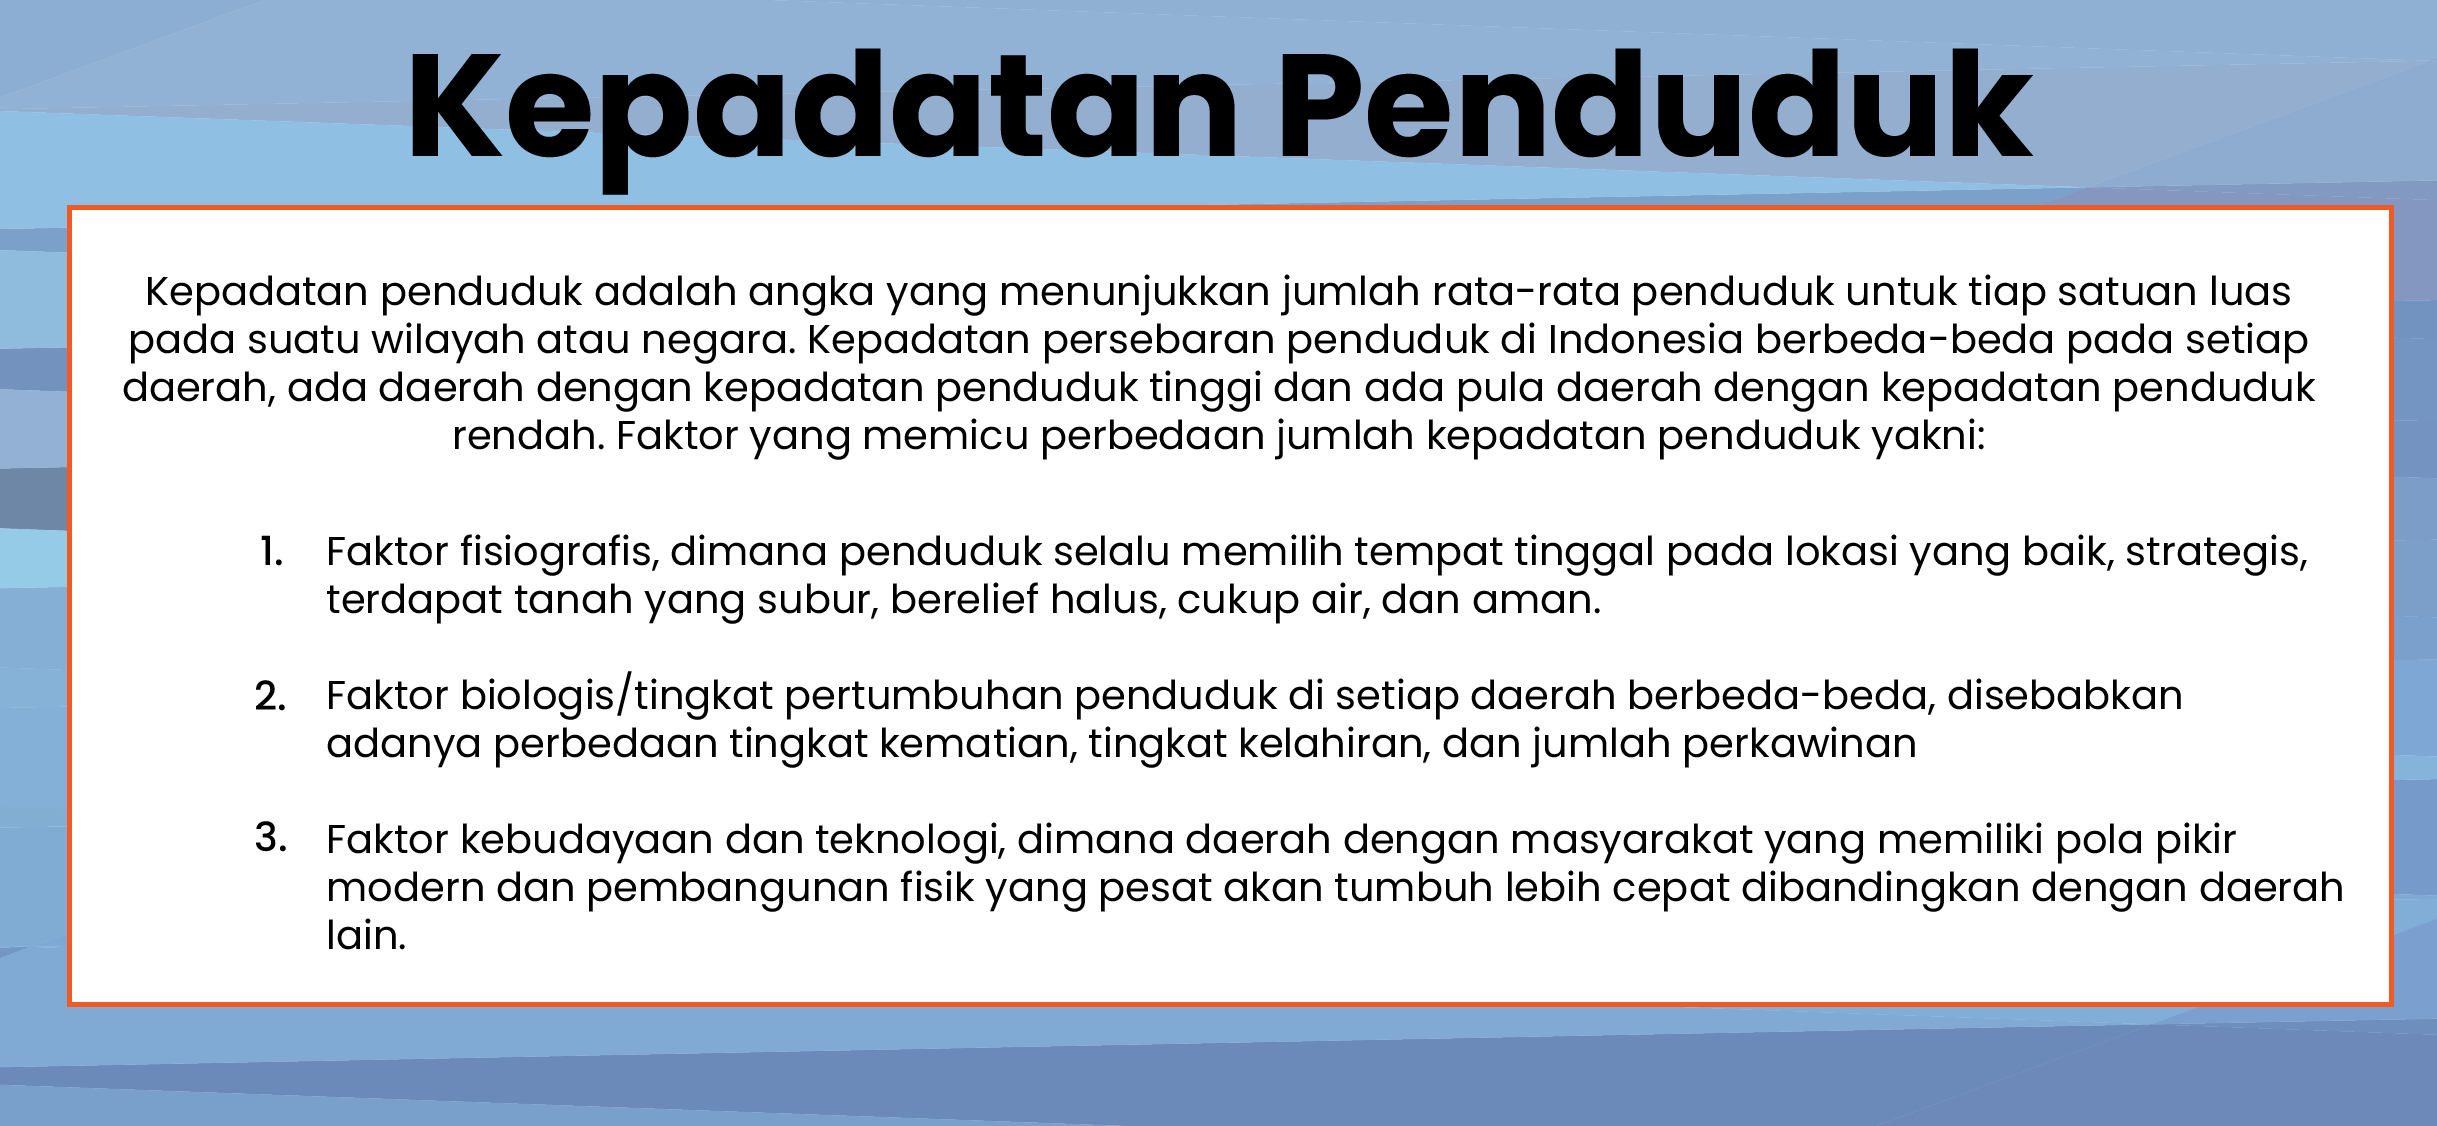 Kepadatan Penduduk
Kepadatan penduduk adalah angka yang menunjukkan jumlah rata-rata penduduk untuk tiap satuan luas
pada suatu wilayah atau negara. Kepadatan persebaran penduduk di Indonesia berbeda-beda pada setiap
daerah, ada daerah dengan kepadatan penduduk tinggi dan ada pula daerah dengan kepadatan penduduk
rendah. Faktor yang memicu perbedaan jumlah kepadatan penduduk yakni:
1. Faktor fisiografis, dimana penduduk selalu memilih tempat tinggal pada lokasi yang baik, strategis,
terdapat tanah yang subur, berelief halus, cukup air, dan aman.
2. Faktor biologis/tingkat pertumbuhan penduduk di setiap daerah berbeda-beda, disebabkan
adanya perbedaan tingkat kematian, tingkat kelahiran, dan jumlah perkawinan
3. Faktor kebudayaan dan teknologi, dimana daerah dengan masyarakat yang memiliki pola pikir
modern dan pembangunan fisik yang pesat akan tumbuh lebih cepat dibandingkan dengan daerah
lain.